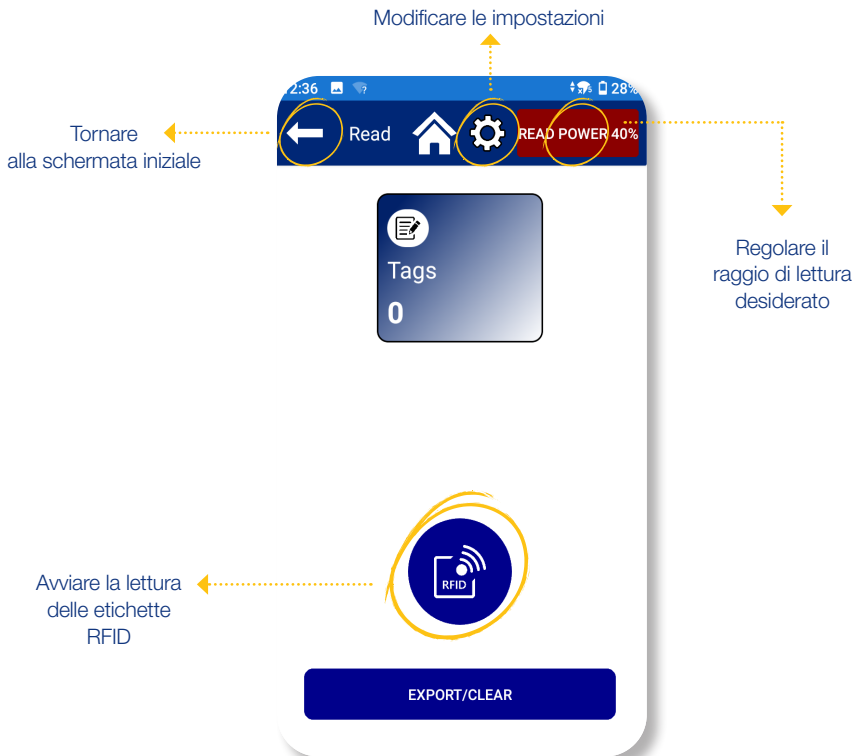 Modificare le impostazioni
2:36 28%
Tornare
alla schermata iniziale
Read
READ POWER 40%
Tags
0
Regolare il
raggio di lettura
desiderato
RFID
Avviare la lettura
delle etichette
RFID
EXPORT/CLEAR